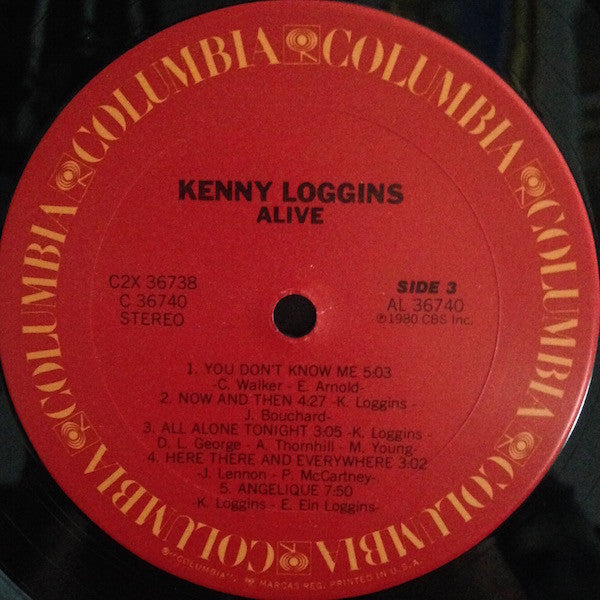 COLUMBIA COLUMBIA COLUMBIA COLUMBIA COLUMBIA COLUMBIA
KENNY LOGGINS
ALIVE
C2X 36738
C 36740
STEREO
SIDE 3
AL 36740
℗1980 CBS Inc.
1. YOU DON'T KNOW ME 5:03
-C. Walker - E. Arnold-
2. NOW AND THEN 4:27 -K. Loggins -
J. Bouchard-
3. ALL ALONE TONIGHT 3:05 -K. Loggins -
D. L. George - A. Thornhill - M. Young-
4. HERE THERE AND EVERYWHERE 3:02
-J. Lennon - P. McCartney-
5. ANGELIQUE 7:50
-K. Loggins - E. Ein Loggins-
®"COLUMBIA", MARCAS REG. PRINTED IN U.S.A.